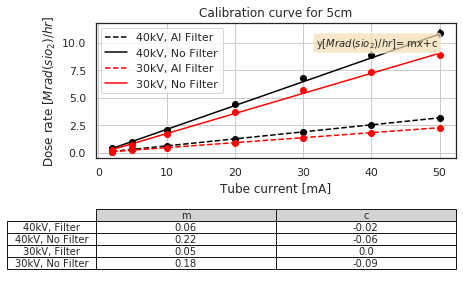 Calibration curve for 5cm
Dose rate [Mrad(sio₂)/hr]
10.0
7.5
5.0
2.5
0.0
40kV, Al Filter
40kV, No Filter
30kV, Al Filter
30kV, No Filter
y[Mrad(sio₂)/hr]= mx+c
0 10 20 30 40 50
Tube current [mA]
m c
40kV, Filter 0.06 -0.02
40kV, No Filter 0.22 -0.06
30kV, Filter 0.05 0.0
30kV, No Filter 0.18 -0.09